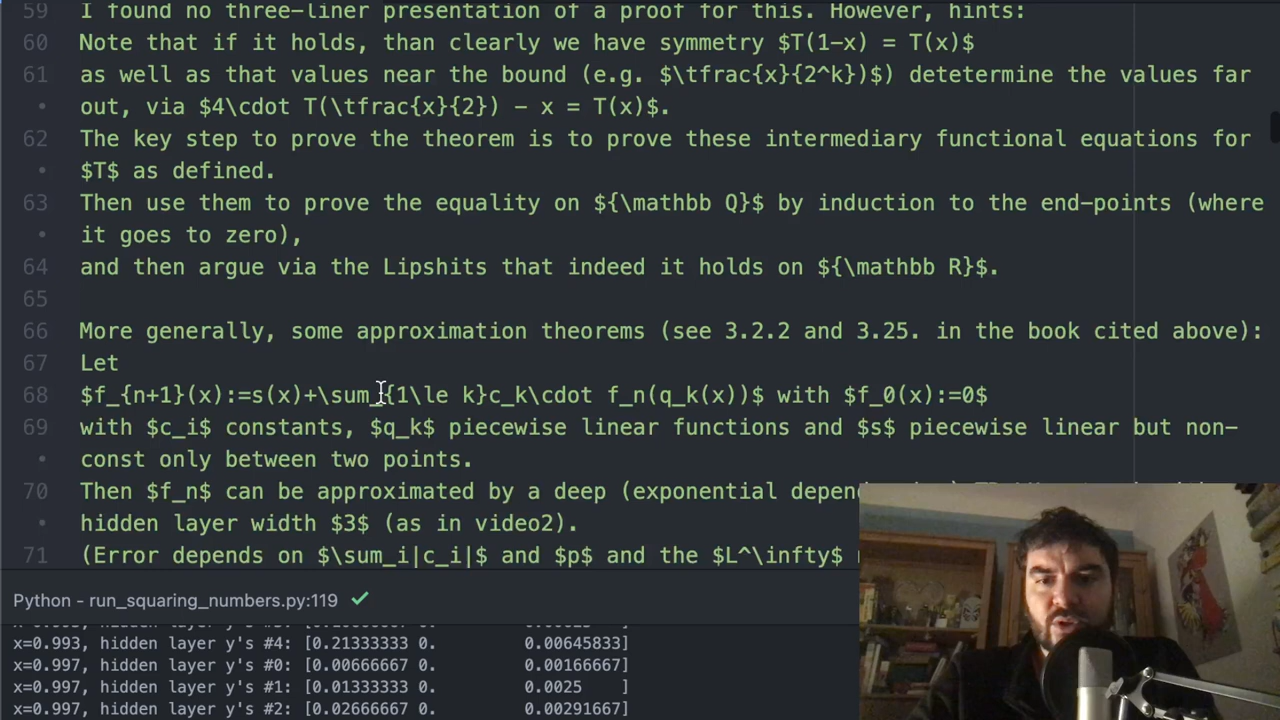 59 I found no three-liner presentation of a proof for this. However, hints:
60 Note that if it holds, than clearly we have symmetry $T(1-x) = T(x)$
61 as well as that values near the bound (e.g. $\tfrac{x}{2^k})$) detetermine the values far
• out, via $4\cdot T(\tfrac{x}{2}) - x = T(x)$.
62 The key step to prove the theorem is to prove these intermediary functional equations for
• $T$ as defined.
63 Then use them to prove the equality on ${\mathbb Q}$ by induction to the end-points (where
• it goes to zero),
64 and then argue via the Lipshits that indeed it holds on ${\mathbb R}$.
65
66 More generally, some approximation theorems (see 3.2.2 and 3.25. in the book cited above):
67 Let
68 $f_{n+1}(x):=s(x)+\sum_{1\le k}c_k\cdot f_n(q_k(x))$ with $f_0(x):=0$
69 with $c_i$ constants, $q_k$ piecewise linear functions and $s$ piecewise linear but non-
• const only between two points.
70 Then $f_n$ can be approximated by a deep (exponential
• hidden layer width $3$ (as in video2).
71 (Error depends on $\sum_i|c_i|$ and $p$ and the $L^\infty$
Python - run_squaring_numbers.py:119 ✓
x=0.993, hidden layer y's #4: [0.21333333 0. 0.00645833]
x=0.997, hidden layer y's #0: [0.00666667 0. 0.00166667]
x=0.997, hidden layer y's #1: [0.01333333 0. 0.0025 ]
x=0.997, hidden layer y's #2: [0.02666667 0. 0.00291667]